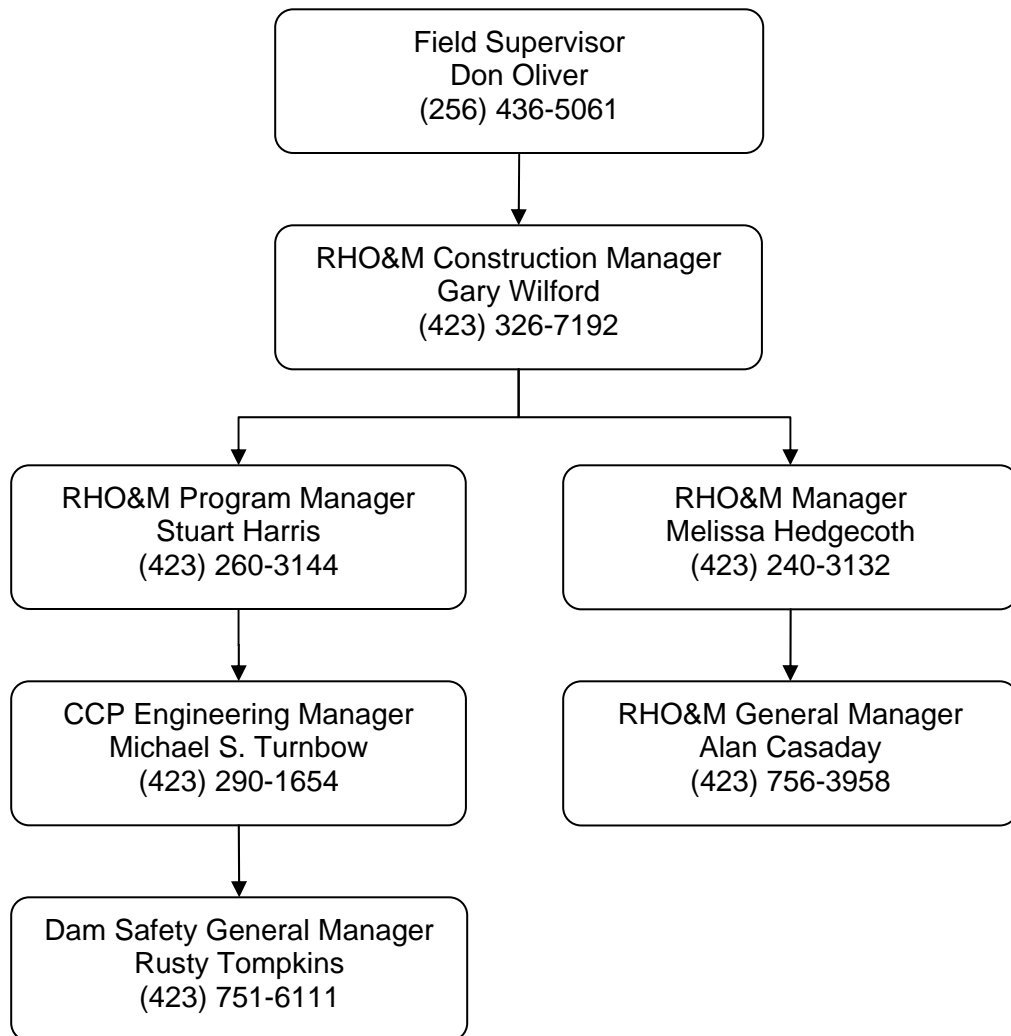 Field Supervisor
Don Oliver
(256) 436-5061
RHO&M Construction Manager
Gary Wilford
(423) 326-7192
RHO&M Program Manager
Stuart Harris
(423) 260-3144
RHO&M Manager
Melissa Hedgecoth
(423) 240-3132
CCP Engineering Manager
Michael S. Turnbow
(423) 290-1654
RHO&M General Manager
Alan Casaday
(423) 756-3958
Dam Safety General Manager
Rusty Tompkins
(423) 751-6111